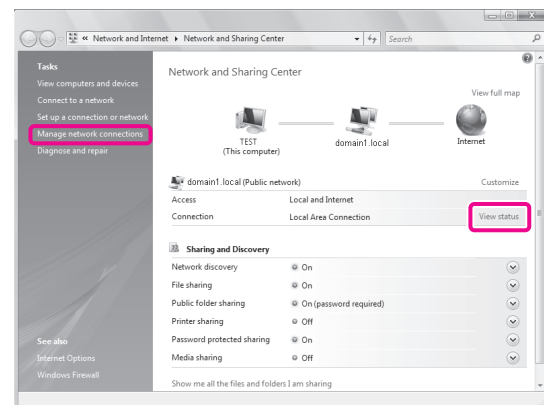 « Network and Internet ▸ Network and Sharing Center
Search
Tasks
View computers and devices
Connect to a network
Set up a connection or network
Manage network connections
Diagnose and repair
See also
Internet Options
Windows Firewall
Network and Sharing Center
View full map
TEST
(This computer)
domain1.local
Internet
domain1.local (Public network)
Customize
Access Local and Internet
Connection Local Area Connection View status
Sharing and Discovery
Network discovery On
File sharing On
Public folder sharing On (password required)
Printer sharing Off
Password protected sharing On
Media sharing Off
Show me all the files and folders I am sharing